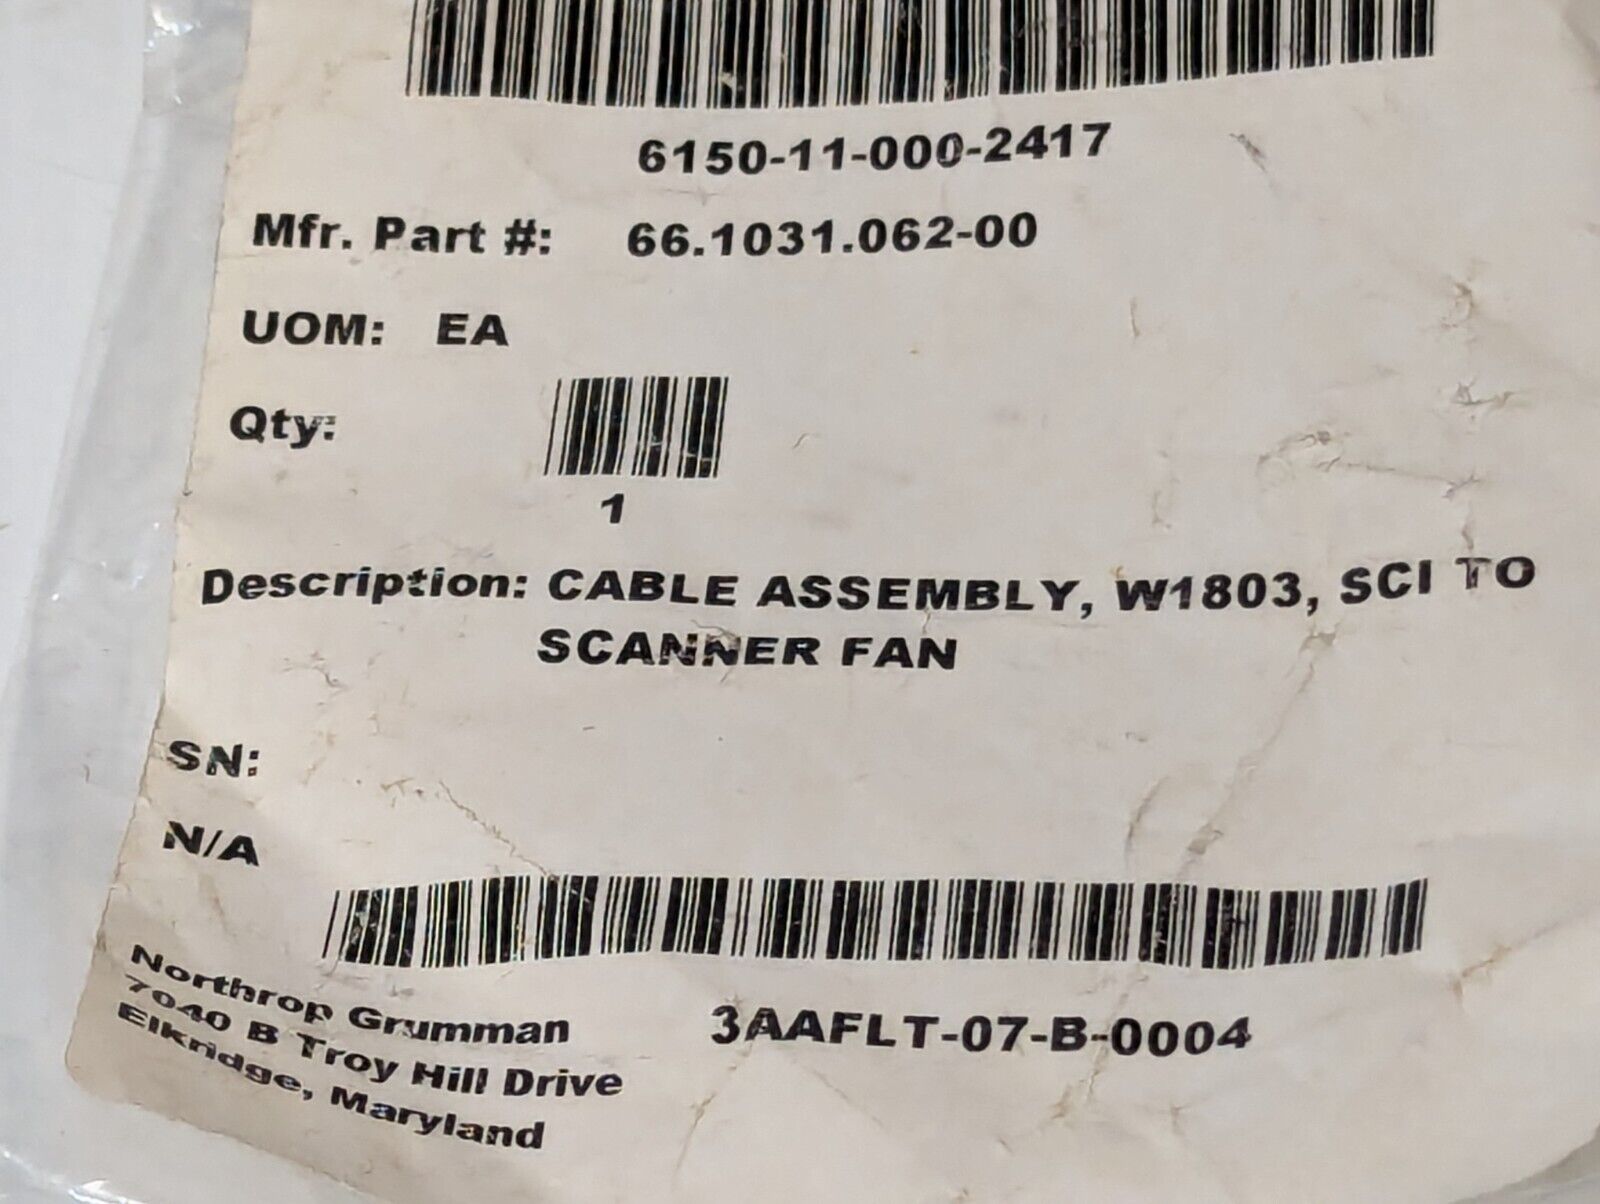 6150-11-000-2417
Mfr. Part #: 66.1031.062-00
UOM: EA
Qty:
1
Description: CABLE ASSEMBLY, W1803, SCI TO
SCANNER FAN
SN:
N/A
3AAFLT-07-B-0004
Northrop Grumman
7040 B Troy Hill Drive
Elkridge, Maryland